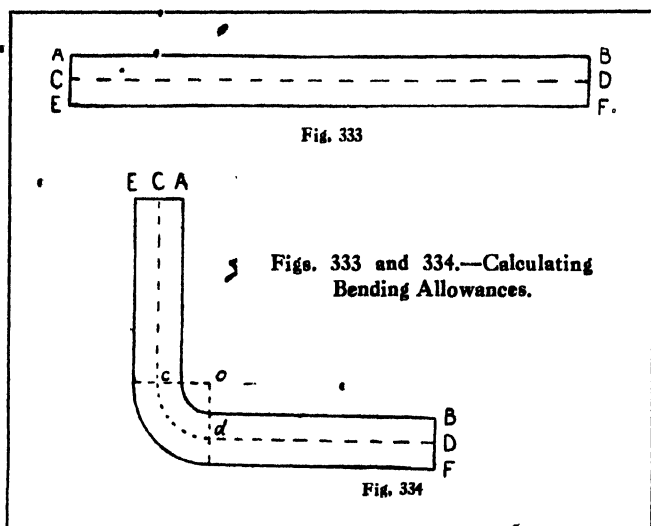 A B
C D
E F.
Fig. 333
E C A
Figs. 333 and 334.—Calculating
Bending Allowances.
c o
d
B
D
F
Fig. 334